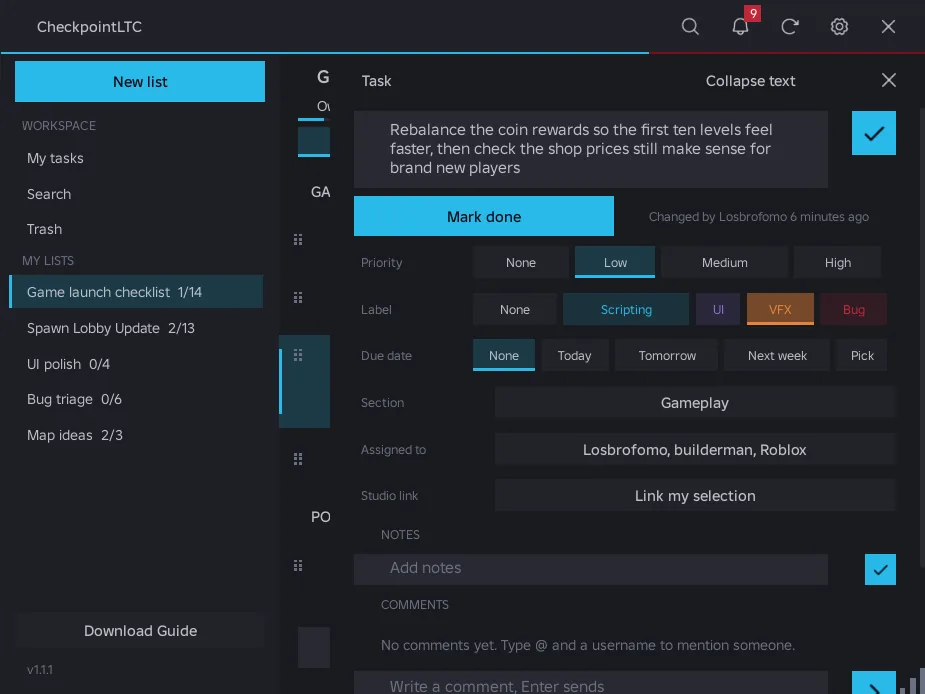 CheckpointLTC
9
New list
WORKSPACE
My tasks
Search
Trash
MY LISTS
Game launch checklist 1/14
Spawn Lobby Update 2/13
UI polish 0/4
Bug triage 0/6
Map ideas 2/3
Download Guide
v1.1.1
G
GA
PO
Task
Collapse text
Rebalance the coin rewards so the first ten levels feel
faster, then check the shop prices still make sense for
brand new players
Mark done
Changed by Losbrofomo 6 minutes ago
Priority None Low Medium High
Label None Scripting UI VFX Bug
Due date None Today Tomorrow Next week Pick
Section Gameplay
Assigned to Losbrofomo, builderman, Roblox
Studio link Link my selection
NOTES
Add notes
COMMENTS
No comments yet. Type @ and a username to mention someone.
Write a comment, Enter sends